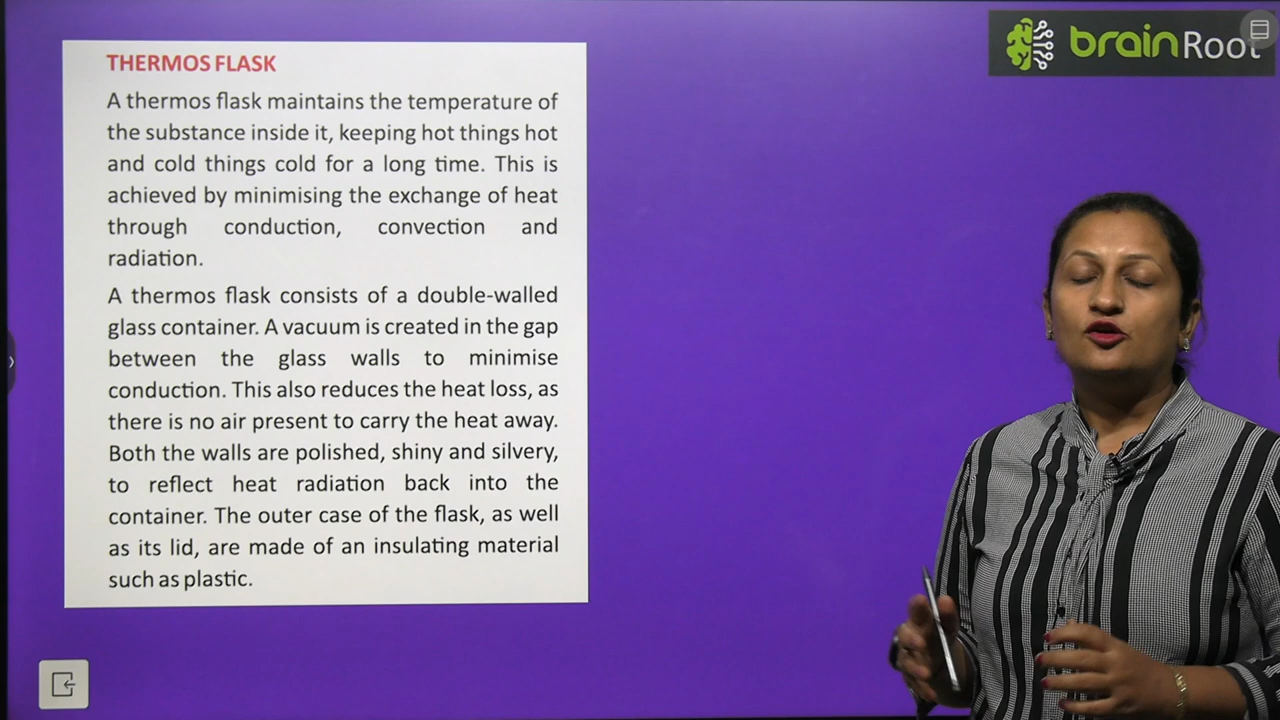 THERMOS FLASK
A thermos flask maintains the temperature of
the substance inside it, keeping hot things hot
and cold things cold for a long time. This is
achieved by minimising the exchange of heat
through conduction, convection and
radiation.
A thermos flask consists of a double-walled
glass container. A vacuum is created in the gap
between the glass walls to minimise
conduction. This also reduces the heat loss, as
there is no air present to carry the heat away.
Both the walls are polished, shiny and silvery,
to reflect heat radiation back into the
container. The outer case of the flask, as well
as its lid, are made of an insulating material
such as plastic.
brainRoot